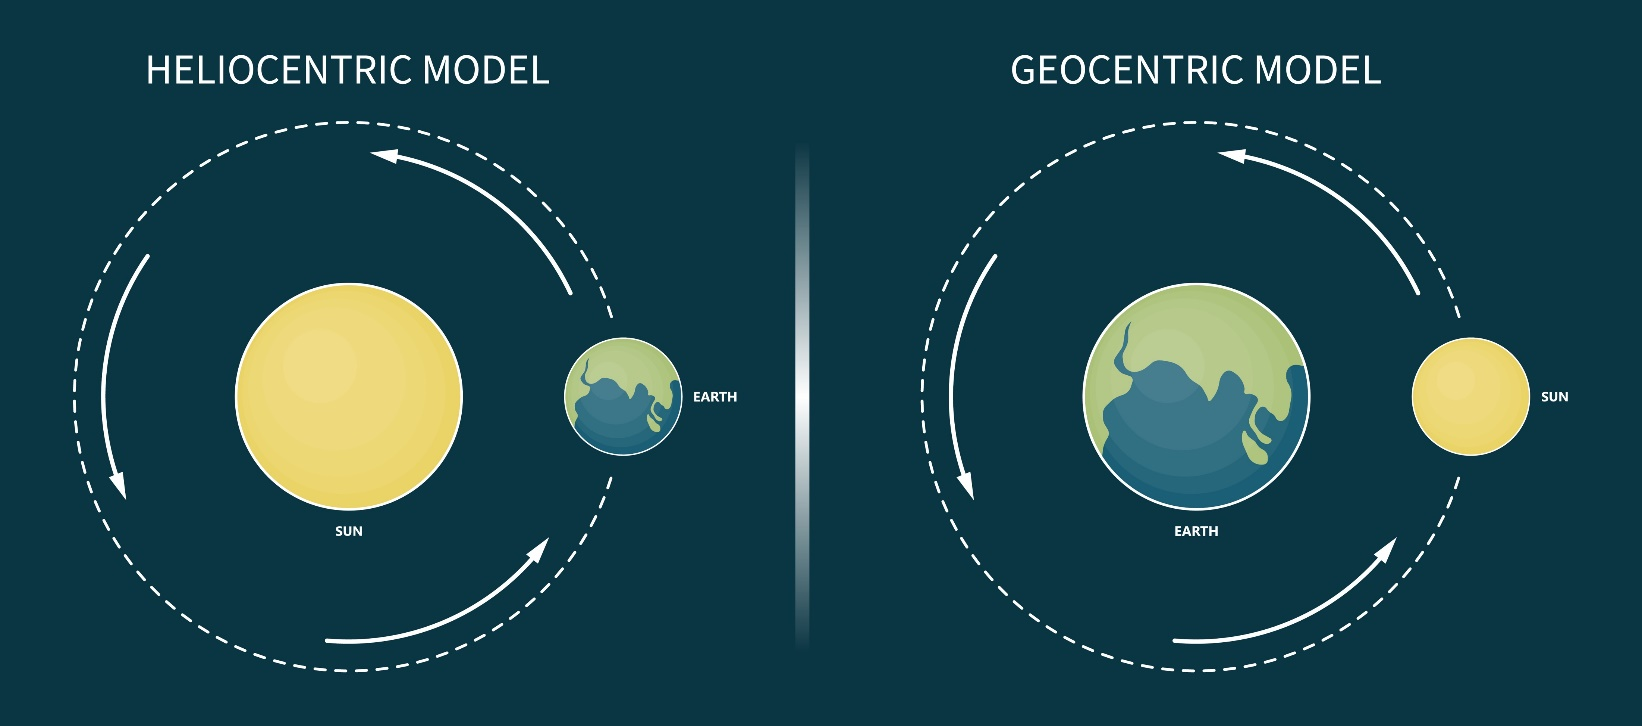 HELIOCENTRIC MODEL
EARTH
SUN
GEOCENTRIC MODEL
SUN
EARTH